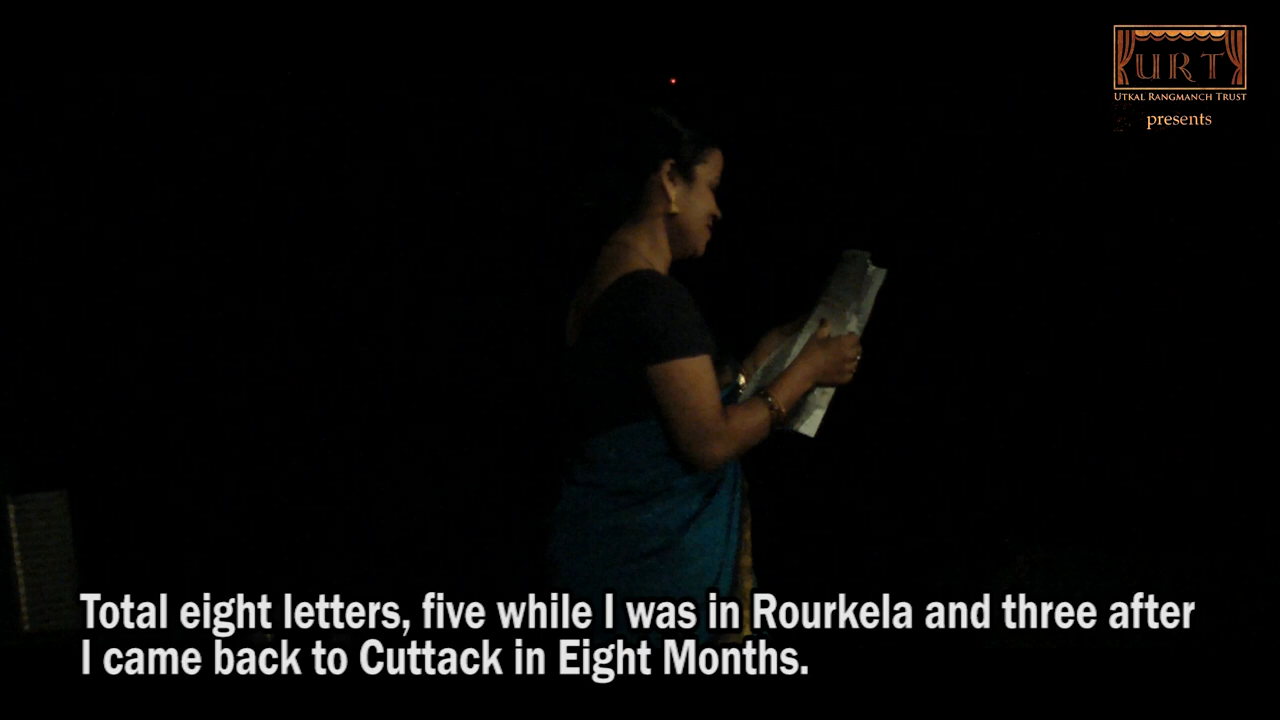 URT
UTKAL RANGMANCH TRUST
presents
Total eight letters, five while I was in Rourkela and three after
I came back to Cuttack in Eight Months.